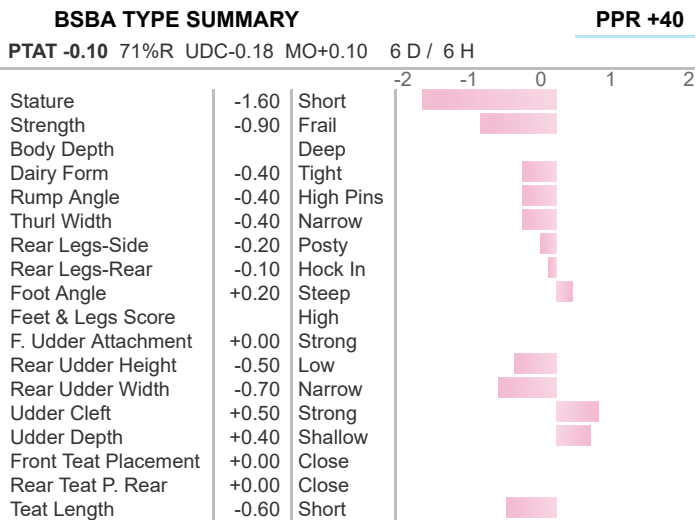 BSBA TYPE SUMMARY PPR +40
PTAT -0.10 71%R UDC-0.18 MO+0.10 6 D / 6 H
-2 -1 0 1 2
Stature -1.60 Short
Strength -0.90 Frail
Body Depth Deep
Dairy Form -0.40 Tight
Rump Angle -0.40 High Pins
Thurl Width -0.40 Narrow
Rear Legs-Side -0.20 Posty
Rear Legs-Rear -0.10 Hock In
Foot Angle +0.20 Steep
Feet & Legs Score High
F. Udder Attachment +0.00 Strong
Rear Udder Height -0.50 Low
Rear Udder Width -0.70 Narrow
Udder Cleft +0.50 Strong
Udder Depth +0.40 Shallow
Front Teat Placement +0.00 Close
Rear Teat P. Rear +0.00 Close
Teat Length -0.60 Short